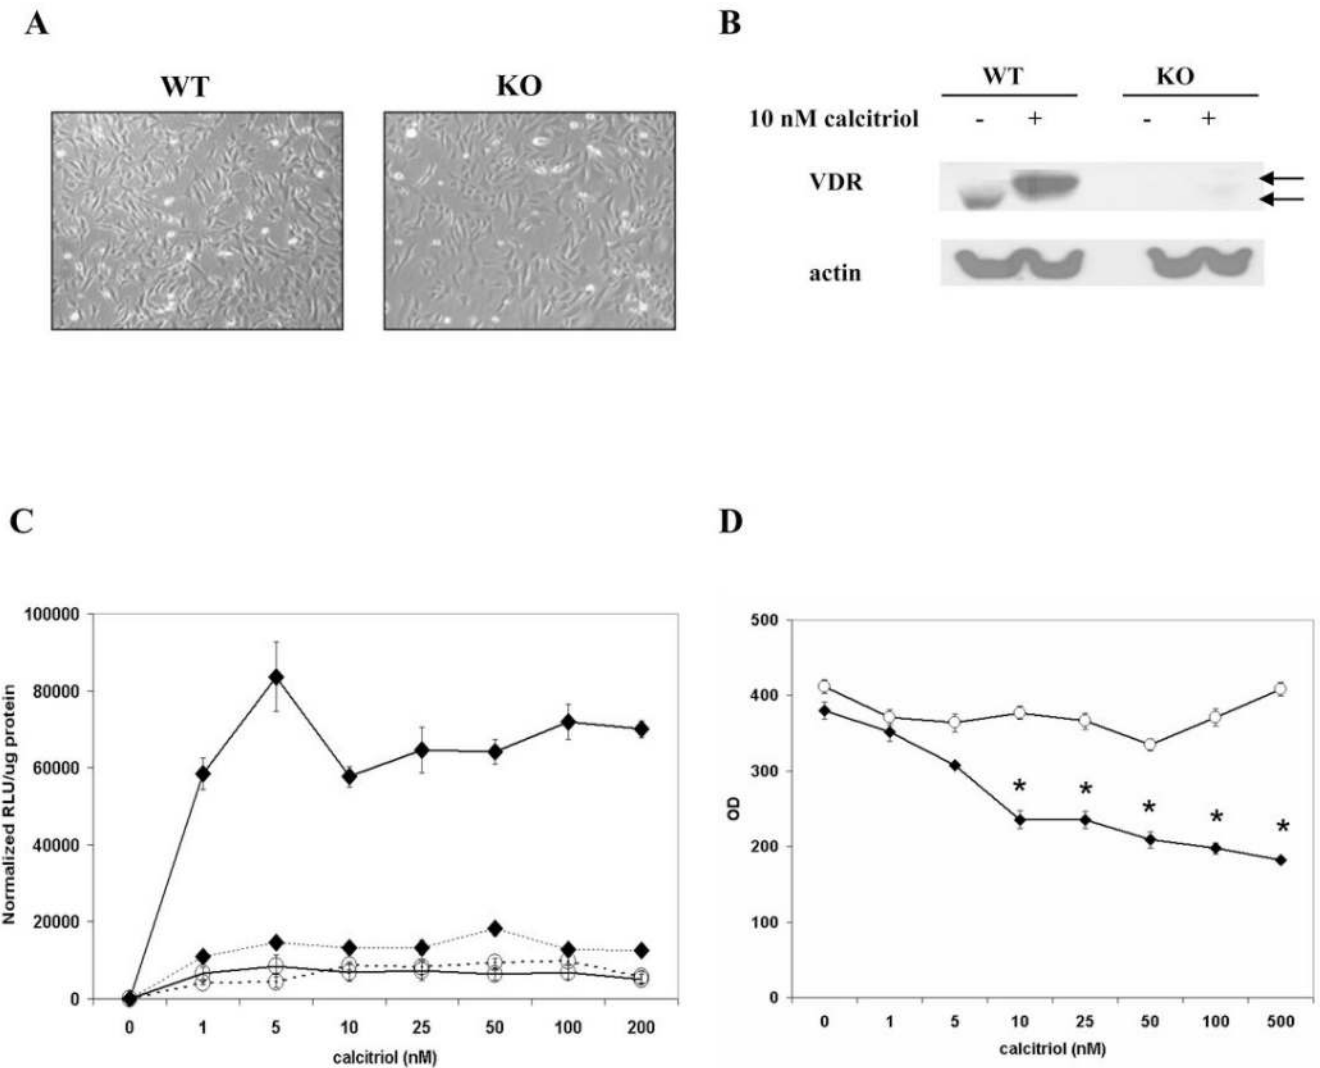 A
WT KO
B
WT KO
10 nM calcitriol - + - +
VDR
actin
C
100000
80000
60000
40000
20000
0
Normalized RLU/ug protein
0 1 5 10 25 50 100 200
calcitriol (nM)
D
500
400
300
200
100
0
OD
* * * * *
0 1 5 10 25 50 100 500
calcitriol (nM)